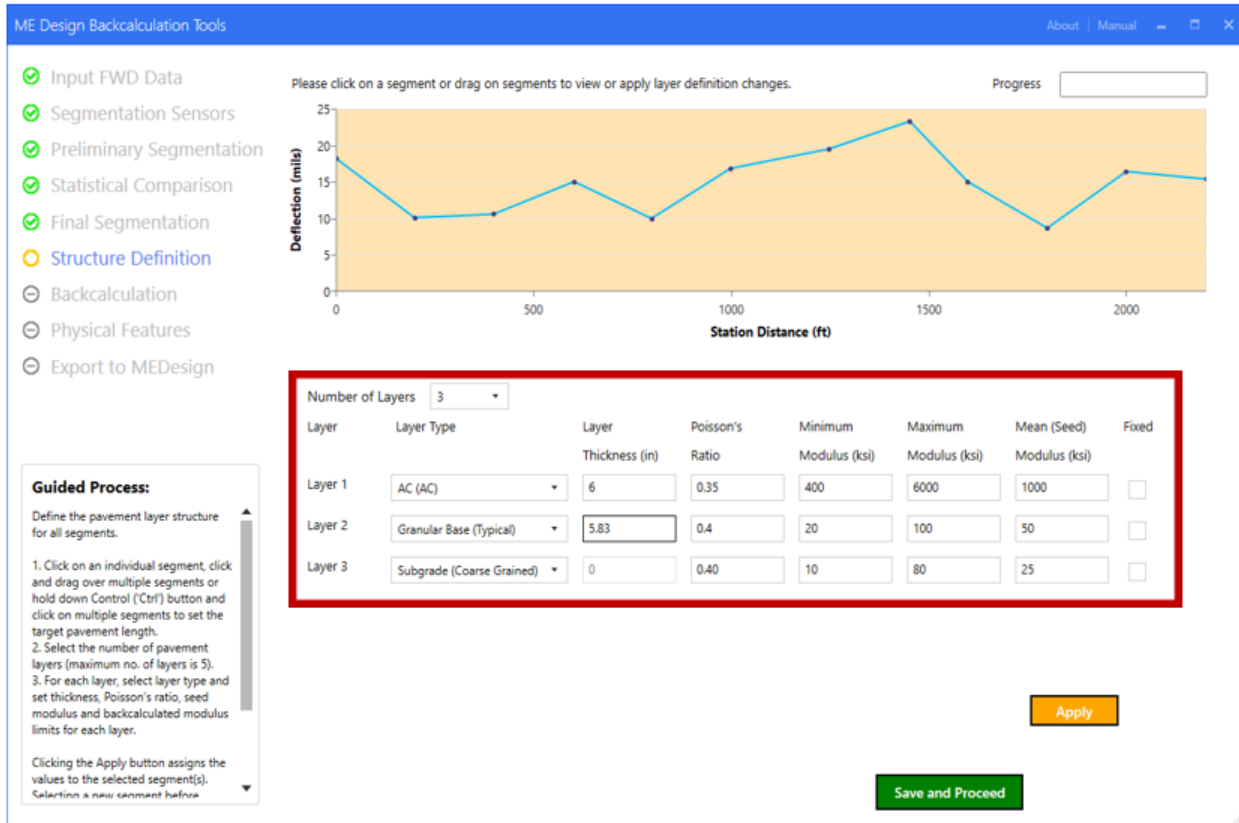 ME Design Backcalculation Tools
About | Manual
Input FWD Data
Segmentation Sensors
Preliminary Segmentation
Statistical Comparison
Final Segmentation
Structure Definition
Backcalculation
Physical Features
Export to MEDesign
Please click on a segment or drag on segments to view or apply layer definition changes.
Progress
Deflection (mils)
25
20
15
10
5
0
0 500 1000 1500 2000
Station Distance (ft)
Number of Layers 3
Layer Layer Type Layer Poisson's Minimum Maximum Mean (Seed) Fixed
Thickness (in) Ratio Modulus (ksi) Modulus (ksi) Modulus (ksi)
Layer 1 AC (AC) 6 0.35 400 6000 1000
Layer 2 Granular Base (Typical) 5.83 0.4 20 100 50
Layer 3 Subgrade (Coarse Grained) 0 0.40 10 80 25
Guided Process:
Define the pavement layer structure
for all segments.
1. Click on an individual segment, click
and drag over multiple segments or
hold down Control ('Ctrl') button and
click on multiple segments to set the
target pavement length.
2. Select the number of pavement
layers (maximum no. of layers is 5).
3. For each layer, select layer type and
set thickness, Poisson's ratio, seed
modulus and backcalculated modulus
limits for each layer.
Clicking the Apply button assigns the
values to the selected segment(s).
Selecting a new segment before
Apply
Save and Proceed